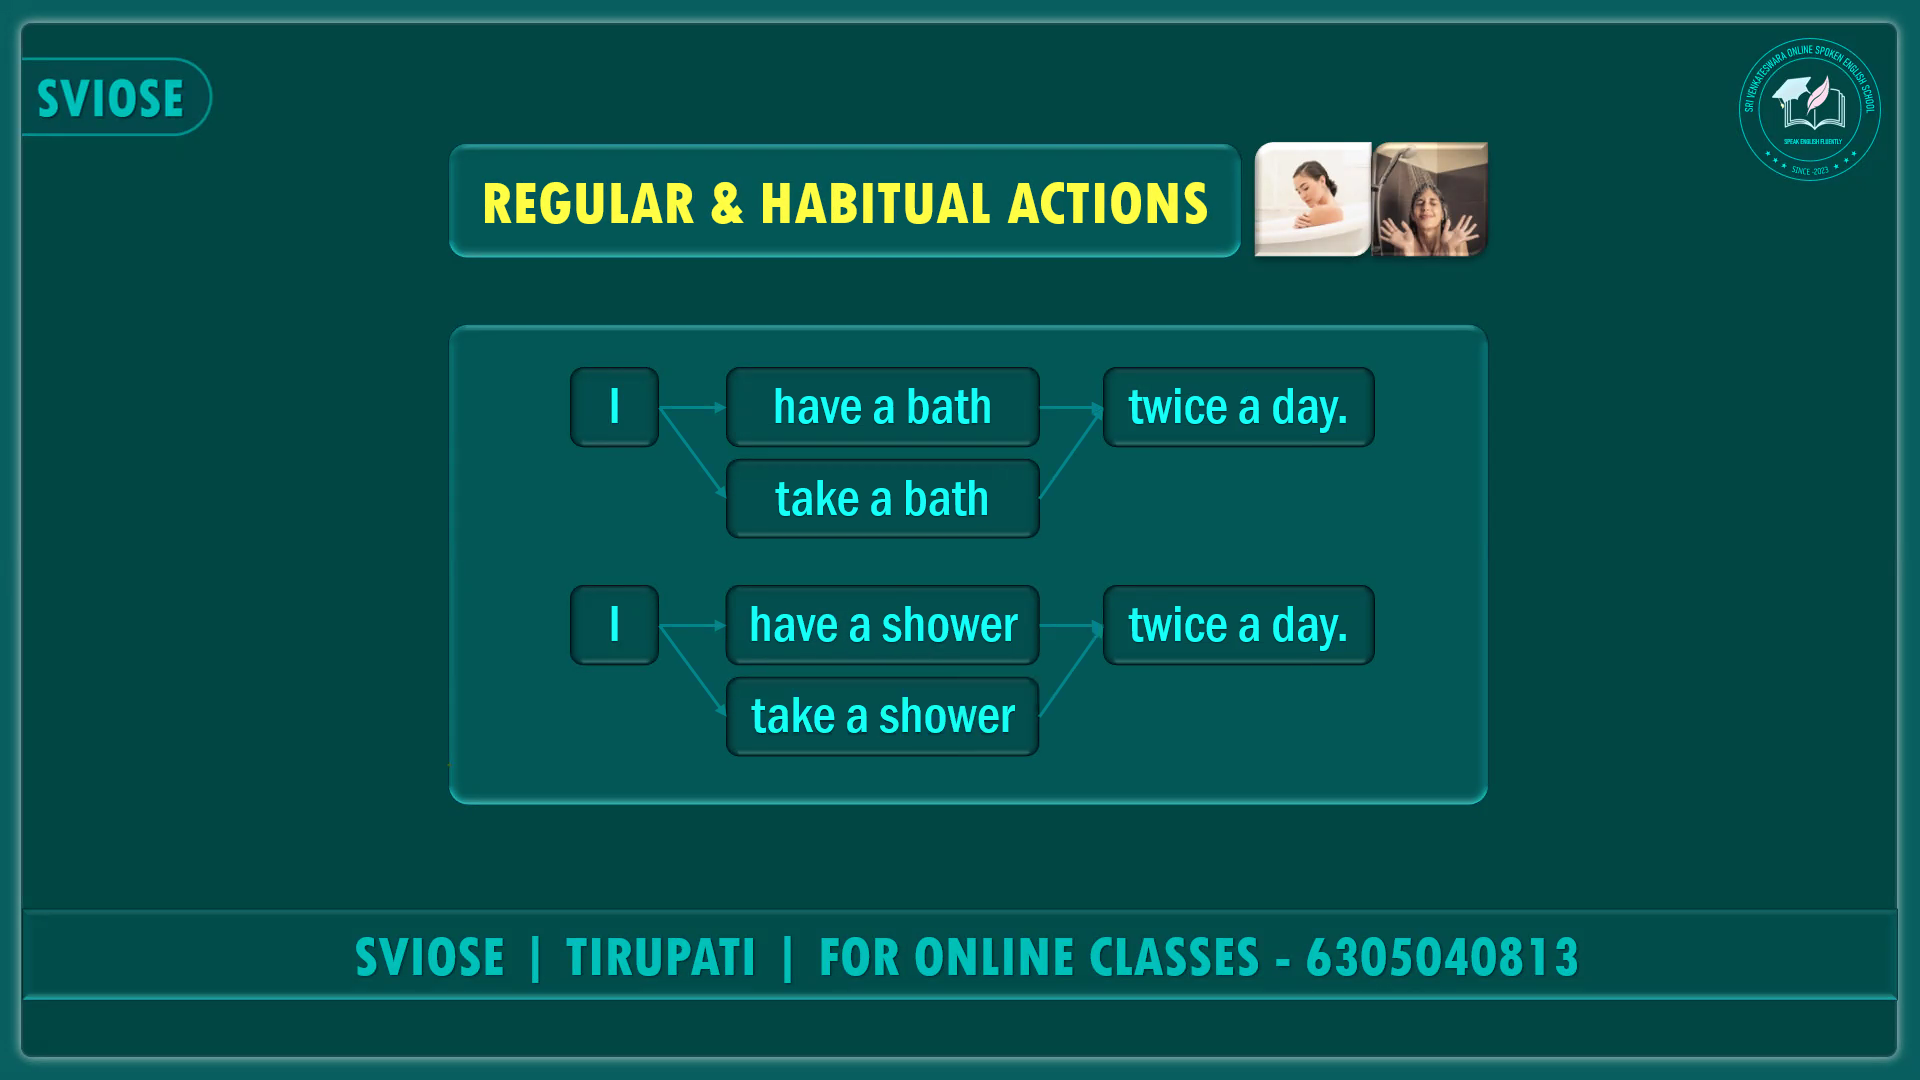 SVIOSE
SRI VENKATESWARA ONLINE SPOKEN ENGLISH SCHOOL
SPEAK ENGLISH FLUENTLY
SINCE -2023
REGULAR & HABITUAL ACTIONS
I have a bath twice a day.
take a bath
I have a shower twice a day.
take a shower
SVIOSE | TIRUPATI | FOR ONLINE CLASSES - 6305040813